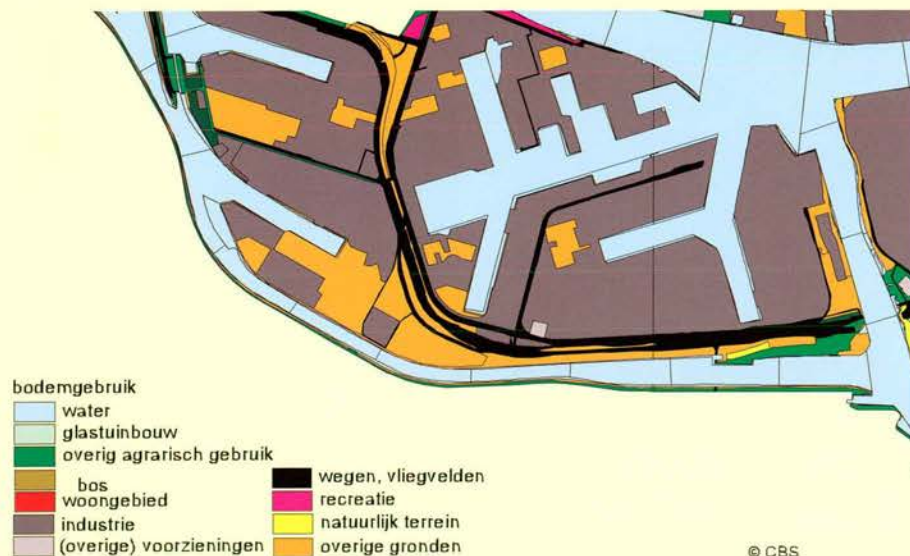 bodemgebruik
water
glastuinbouw
overig agrarisch gebruik
bos
woongebied
industrie
(overige) voorzieningen
wegen, vliegvelden
recreatie
natuurlijk terrein
overige gronden
© CBS